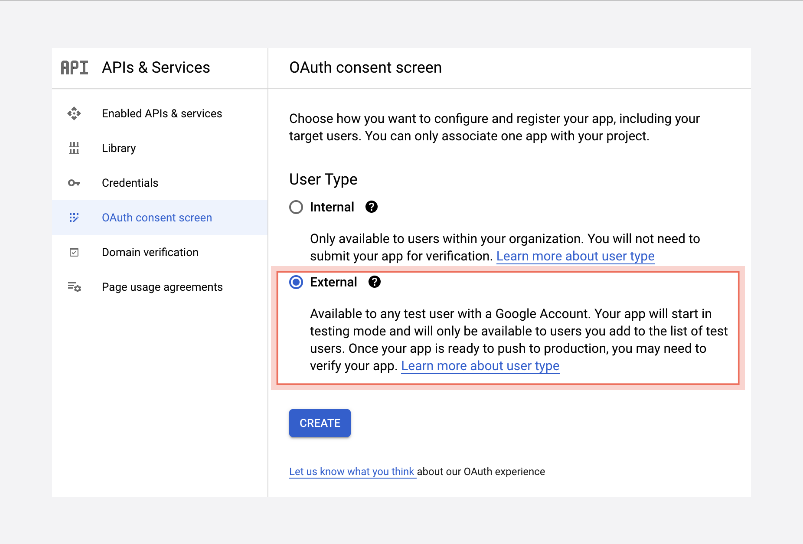 API APIs & Services
OAuth consent screen
Enabled APIs & services
Library
Credentials
OAuth consent screen
Domain verification
Page usage agreements
Choose how you want to configure and register your app, including your
target users. You can only associate one app with your project.
User Type
Internal ?
Only available to users within your organization. You will not need to
submit your app for verification. Learn more about user type
External ?
Available to any test user with a Google Account. Your app will start in
testing mode and will only be available to users you add to the list of test
users. Once your app is ready to push to production, you may need to
verify your app. Learn more about user type
CREATE
Let us know what you think about our OAuth experience